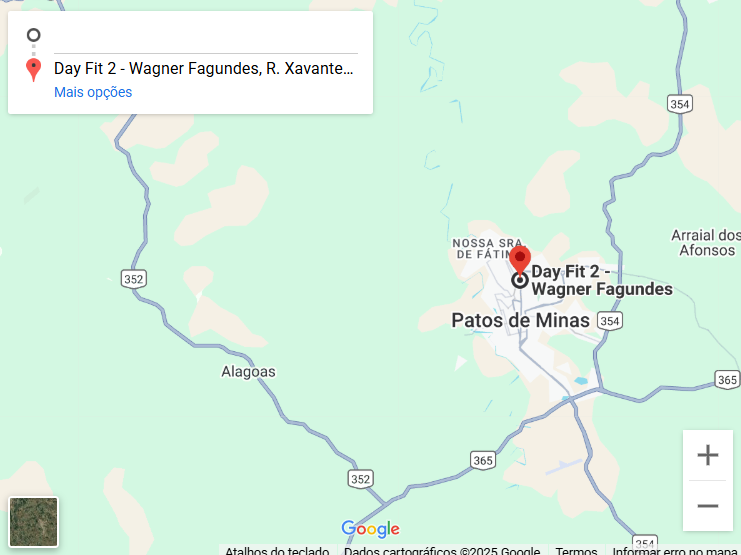 Day Fit 2 - Wagner Fagundes, R. Xavante...
Mais opções
354
NOSSA SRA.
DE FÁTIM
Arraial dos
Afonsos
352
Day Fit 2 -
Wagner Fagundes
Patos de Minas
354
Alagoas
365
365
352
Google
354
Atalhos do teclado
Dados cartográficos ©2025 Google
Termos
Informar erro no mapa